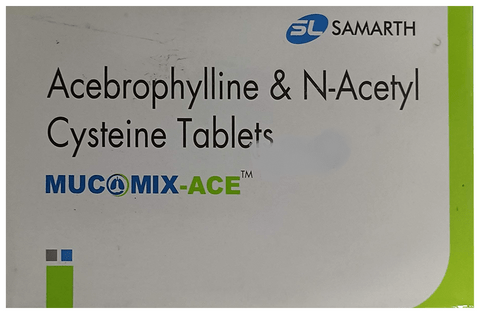 SL SAMARTH
Acebrophylline & N-Acetyl
Cysteine Tablets
MUCOMIX-ACE™